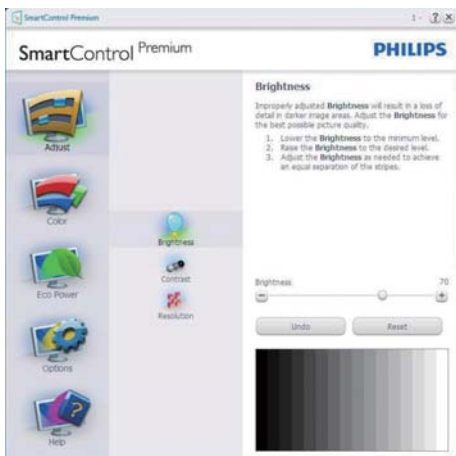 SmartControl Premium
1 -
?
X
SmartControl Premium
PHILIPS
Adjust
Color
Eco Power
Options
?
Help
Brightness
Contrast
Resolution
Brightness
Improperly adjusted Brightness will result in a loss of
detail in darker image areas. Adjust the Brightness for
the best possible picture quality.
1. Lower the Brightness to the minimum level.
2. Raise the Brightness to the desired level.
3. Adjust the Brightness as needed to achieve
an equal separation of the stripes.
Brightness 70
Undo Reset